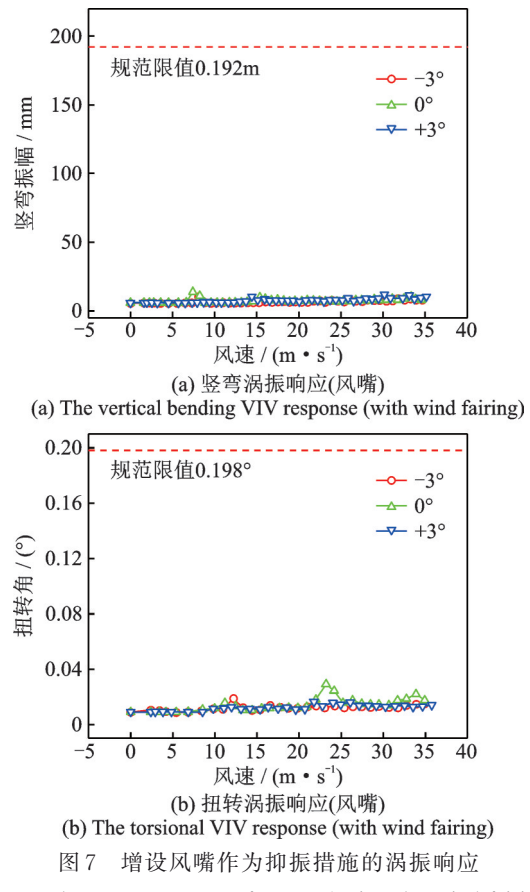 200
150
100
50
0
竖弯振幅 / mm
规范限值0.192m
−3°
0°
+3°
−5 0 5 10 15 20 25 30 35 40
风速 / (m·s⁻¹)
(a) 竖弯涡振响应(风嘴)
(a) The vertical bending VIV response (with wind fairing)
0.20
0.16
0.12
0.08
0.04
0
扭转角 / (°)
规范限值0.198°
−3°
0°
+3°
−5 0 5 10 15 20 25 30 35 40
风速 / (m·s⁻¹)
(b) 扭转涡振响应(风嘴)
(b) The torsional VIV response (with wind fairing)
图7 增设风嘴作为抑振措施的涡振响应